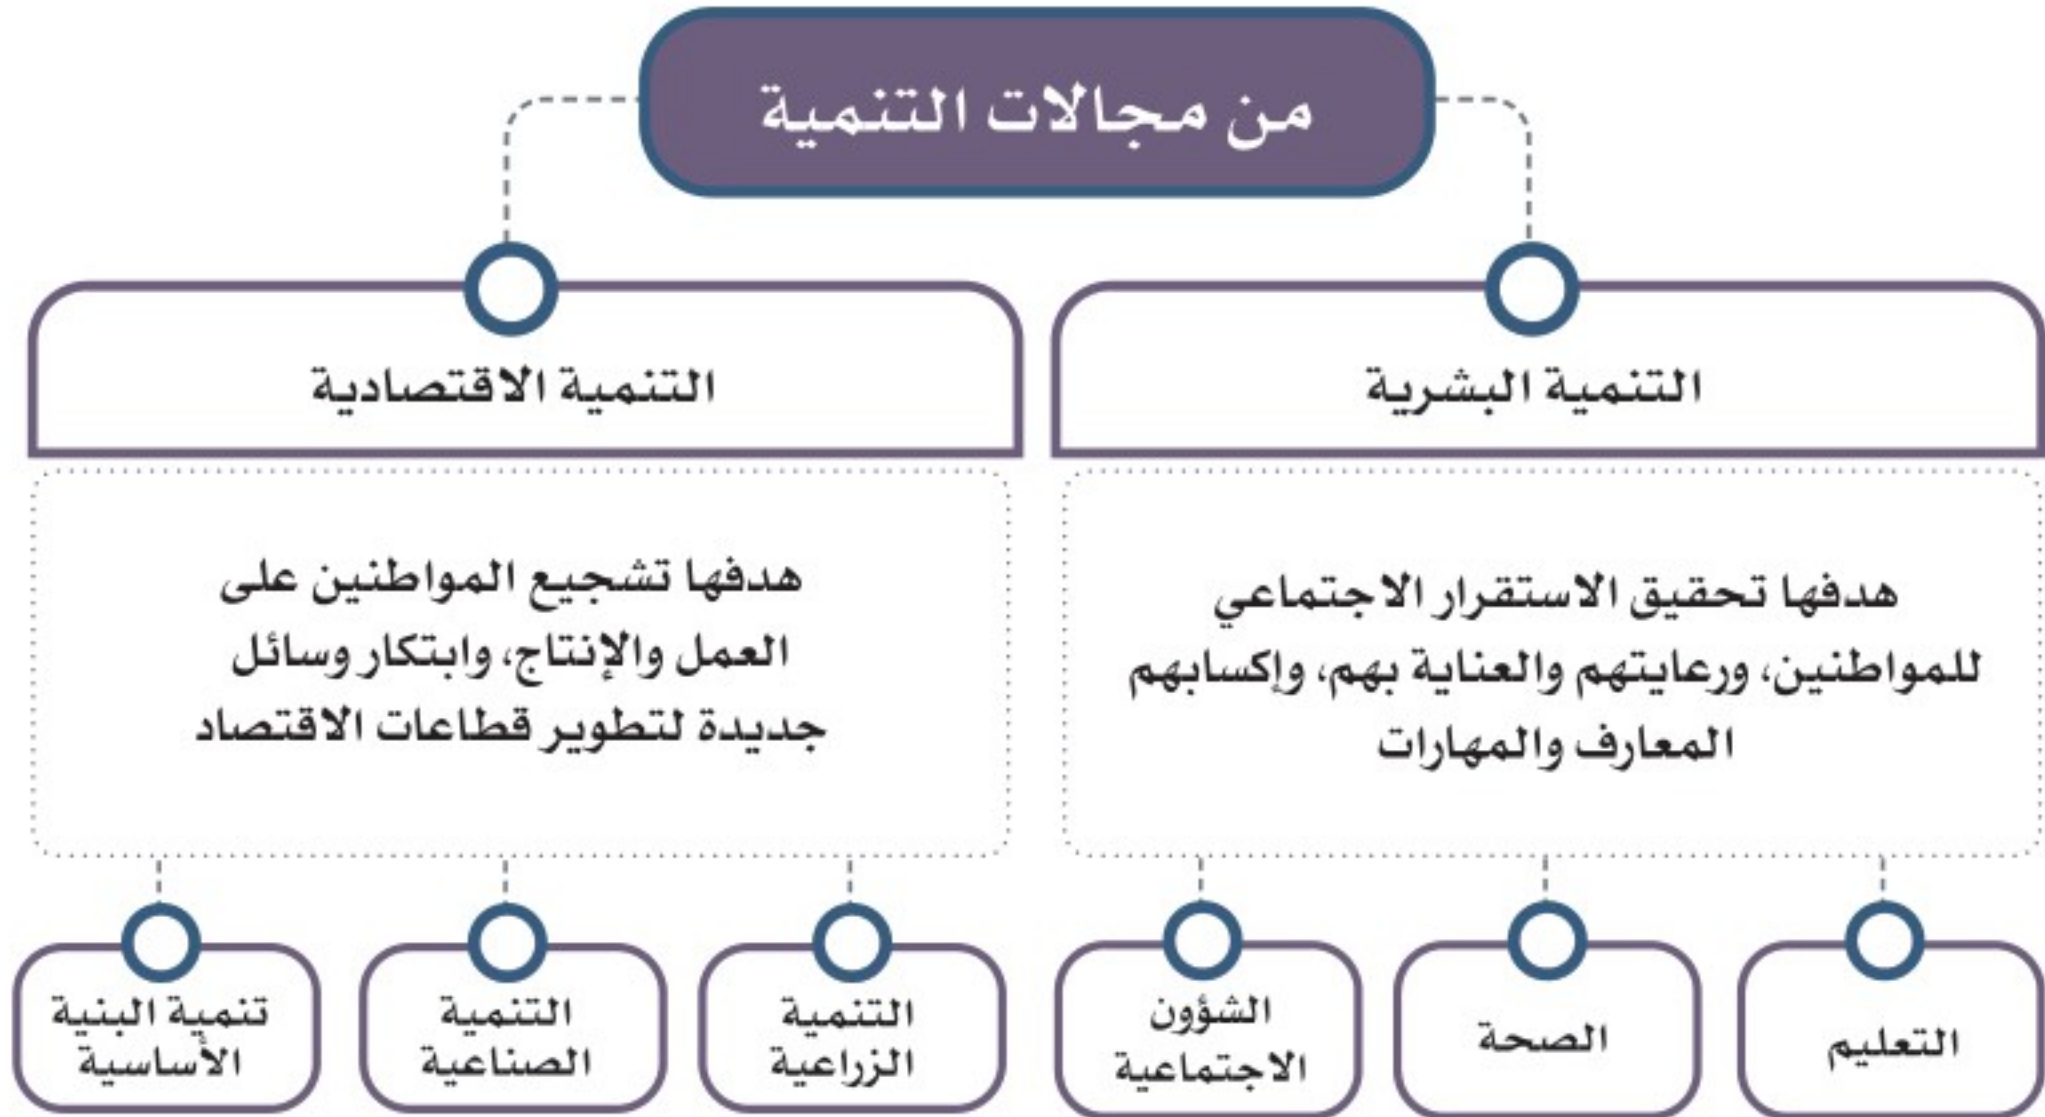 من مجالات التنمية
التنمية البشرية
هدفها تحقيق الاستقرار الاجتماعي
للمواطنين، ورعايتهم والعناية بهم، وإكسابهم
المعارف والمهارات
التعليم
الصحة
الشؤون
الاجتماعية
التنمية الاقتصادية
هدفها تشجيع المواطنين على
العمل والإنتاج، وابتكار وسائل
جديدة لتطوير قطاعات الاقتصاد
التنمية
الزراعية
التنمية
الصناعية
تنمية البنية
الأساسية